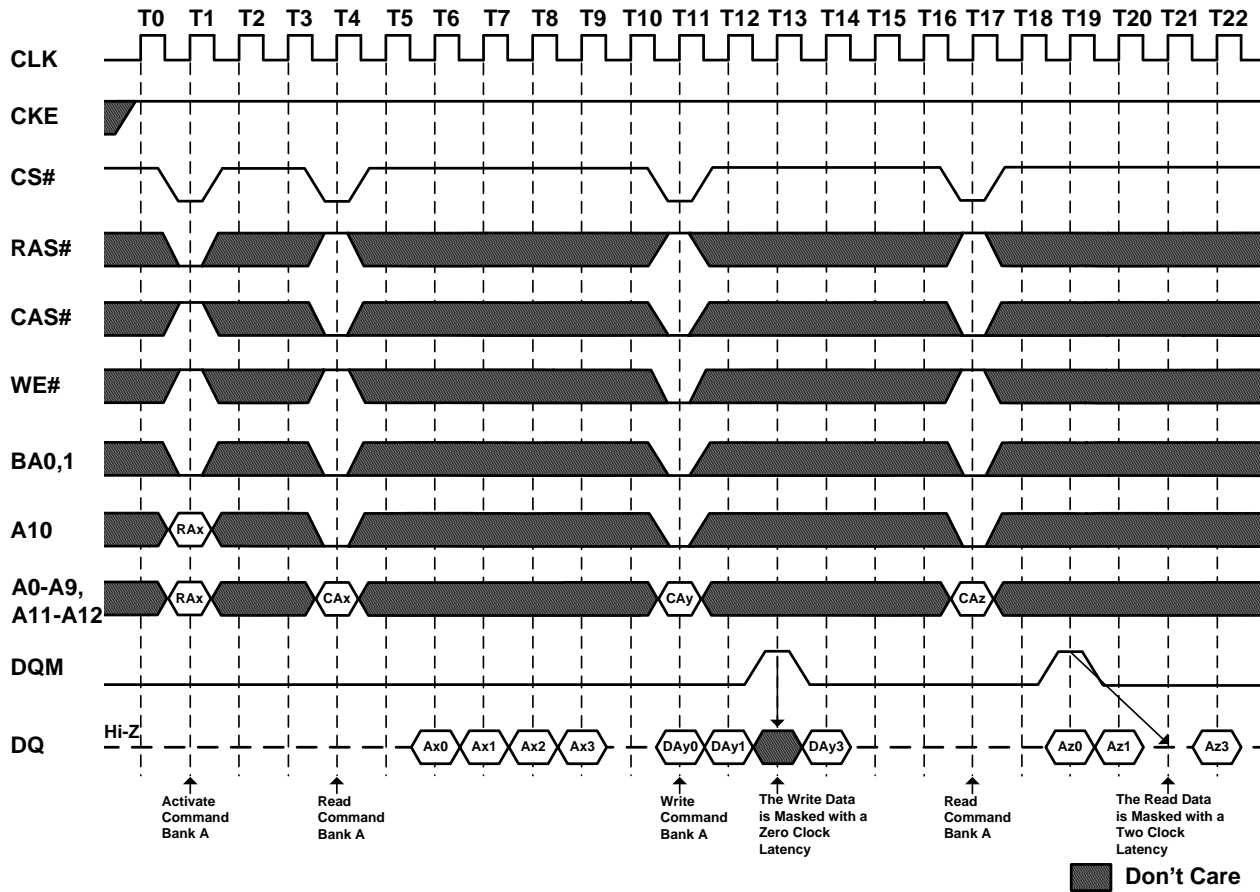 T0 T1 T2 T3 T4 T5 T6 T7 T8 T9 T10 T11 T12 T13 T14 T15 T16 T17 T18 T19 T20 T21 T22
CLK
CKE
CS#
RAS#
CAS#
WE#
BA0,1
A10
RAx
A0-A9,
A11-A12
RAx CAx CAy CAz
DQM
DQ
Hi-Z
Ax0 Ax1 Ax2 Ax3 DAy0 DAy1 DAy3 Az0 Az1 Az3
Activate
Command
Bank A
Read
Command
Bank A
Write
Command
Bank A
The Write Data
is Masked with a
Zero Clock
Latency
Read
Command
Bank A
The Read Data
is Masked with a
Two Clock
Latency
Don't Care